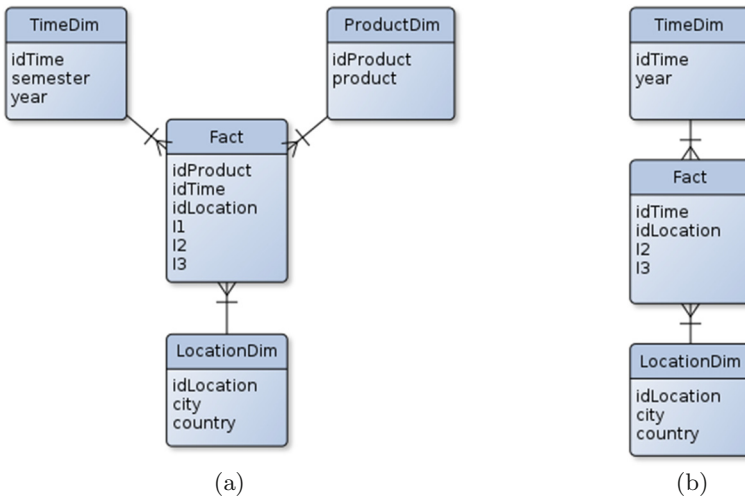 TimeDim
idTime
semester
year
ProductDim
idProduct
product
Fact
idProduct
idTime
idLocation
I1
I2
I3
LocationDim
idLocation
city
country
(a)
TimeDim
idTime
year
Fact
idTime
idLocation
I2
I3
LocationDim
idLocation
city
country
(b)